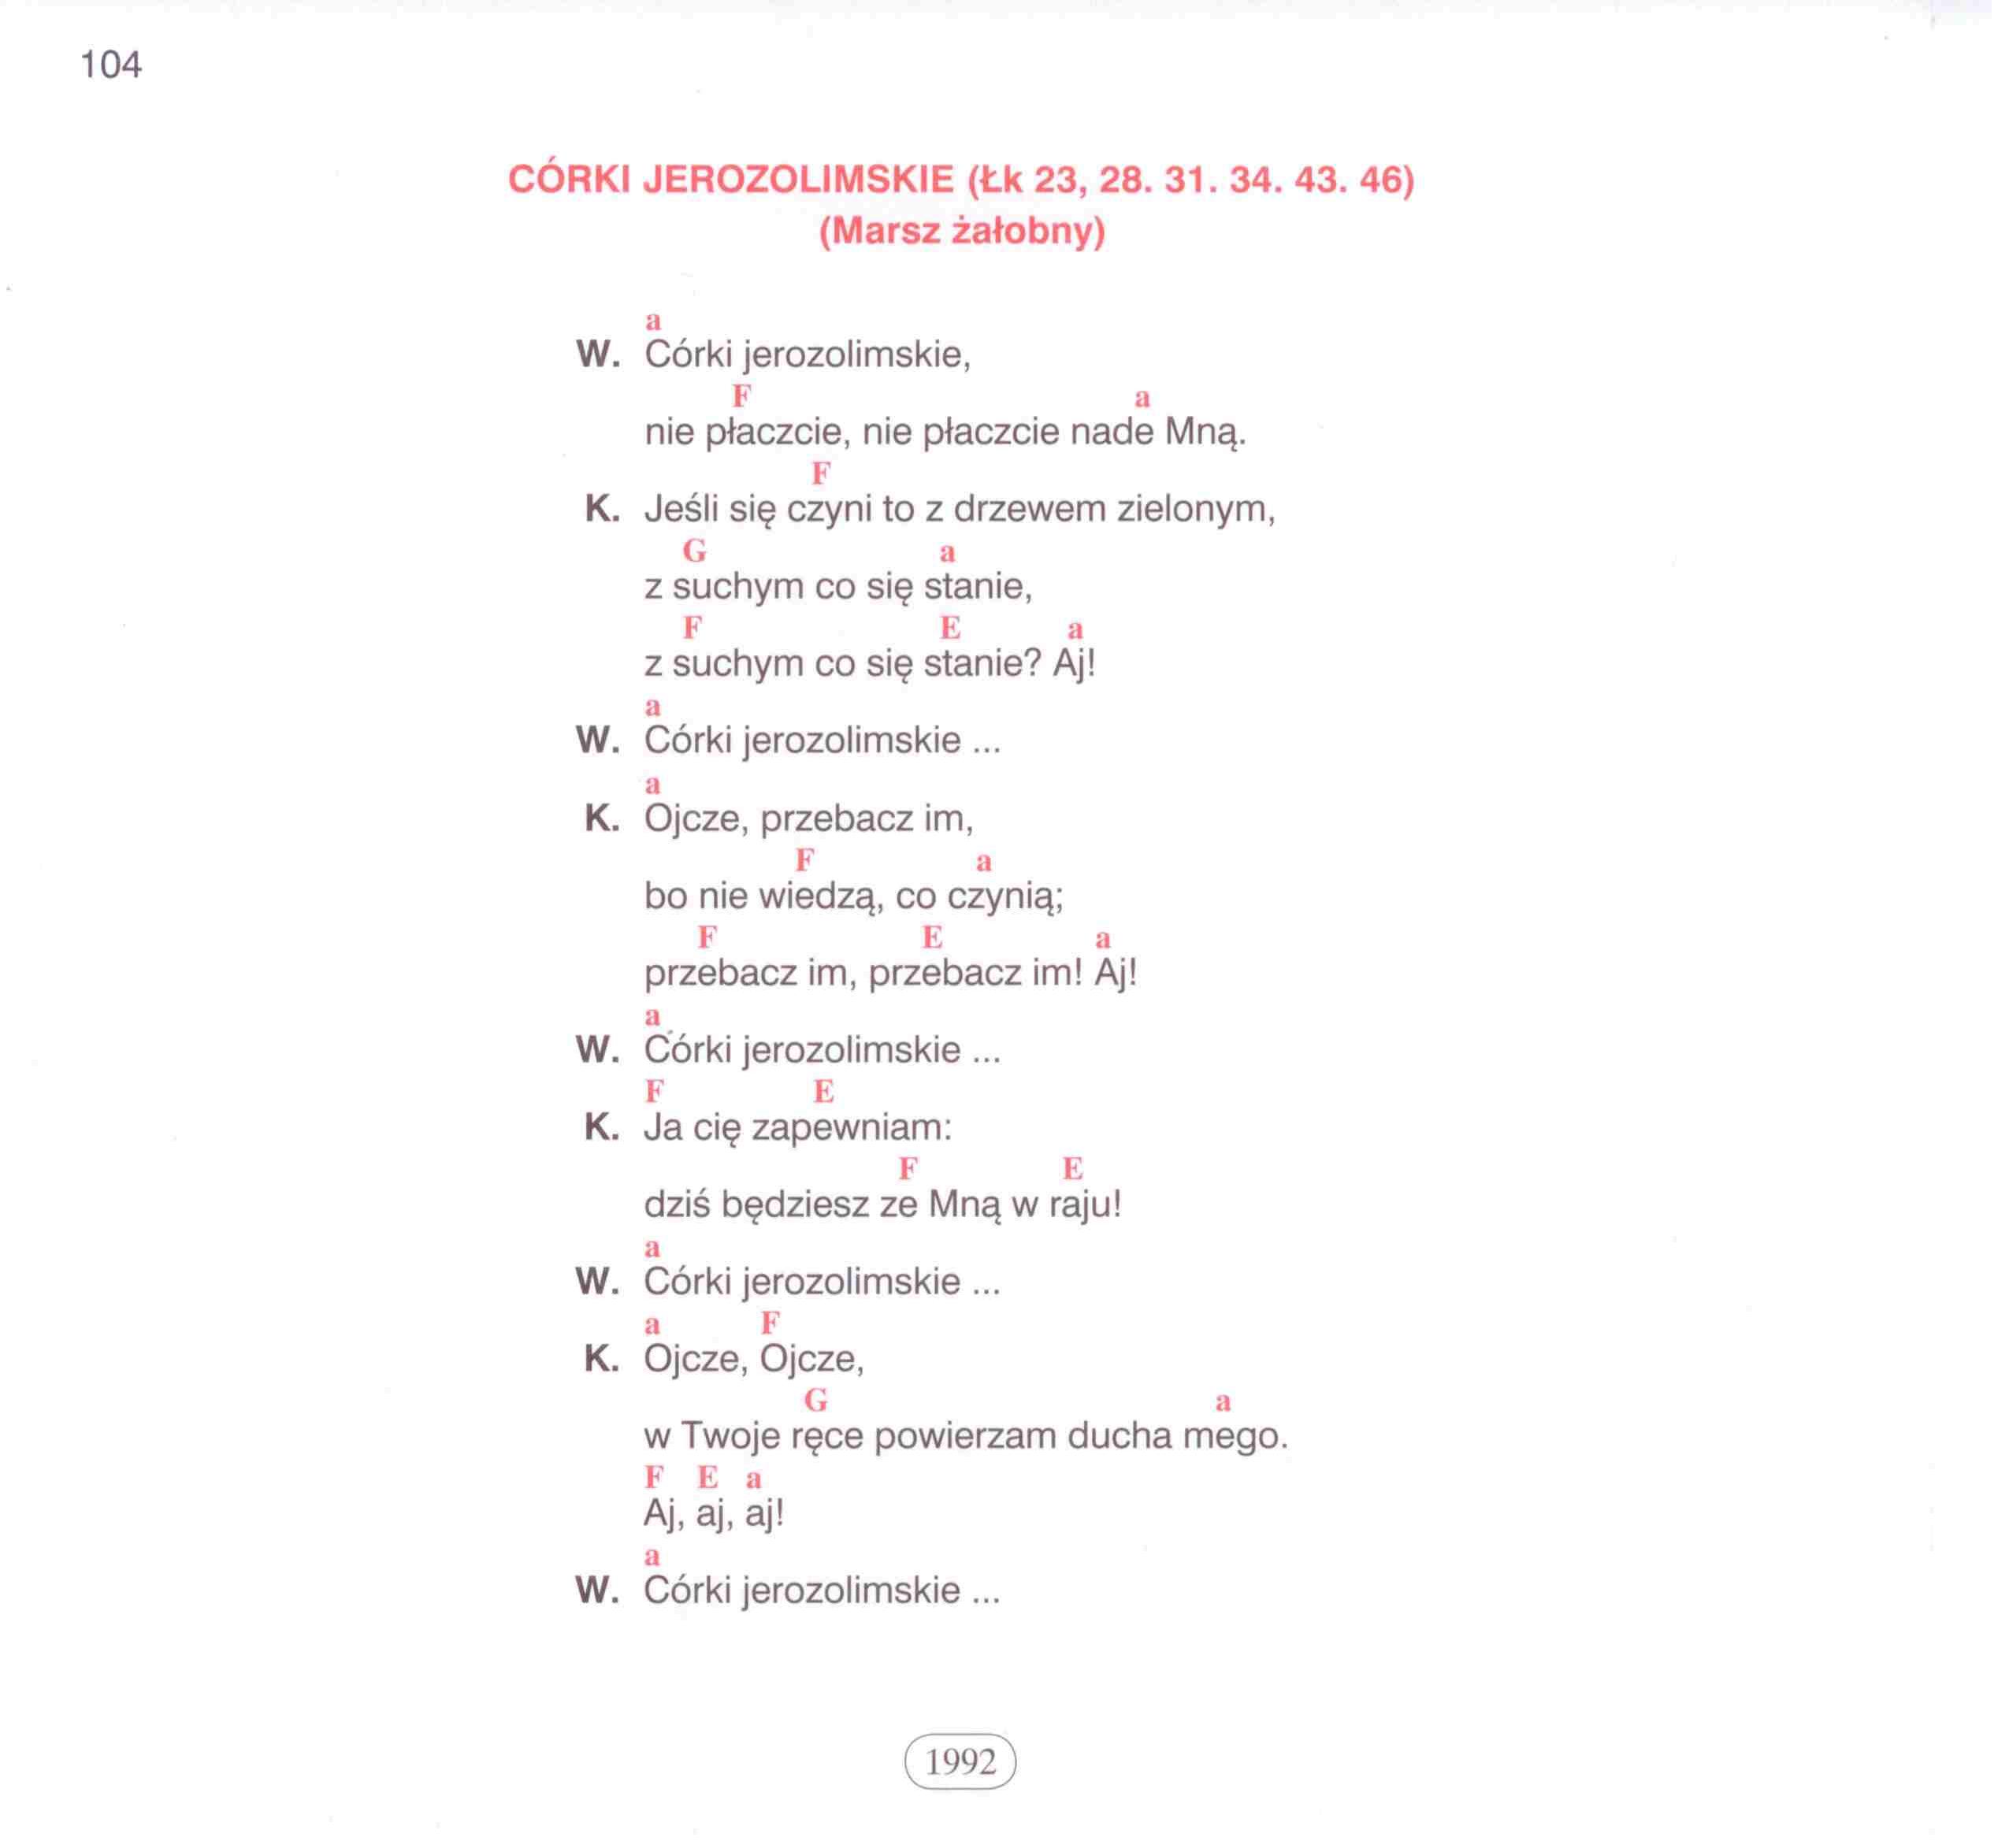 104
CÓRKI JEROZOLIMSKIE (Łk 23, 28. 31. 34. 43. 46)
(Marsz żałobny)
a
W. Córki jerozolimskie,
F a
nie płaczcie, nie płaczcie nade Mną.
F
K. Jeśli się czyni to z drzewem zielonym,
G a
z suchym co się stanie,
F E a
z suchym co się stanie? Aj!
a
W. Córki jerozolimskie ...
a
K. Ojcze, przebacz im,
F a
bo nie wiedzą, co czynią;
F E a
przebacz im, przebacz im! Aj!
a
W. Córki jerozolimskie ...
F E
K. Ja cię zapewniam:
F E
dziś będziesz ze Mną w raju!
a
W. Córki jerozolimskie ...
a F
K. Ojcze, Ojcze,
G a
w Twoje ręce powierzam ducha mego.
F E a
Aj, aj, aj!
a
W. Córki jerozolimskie ...
1992